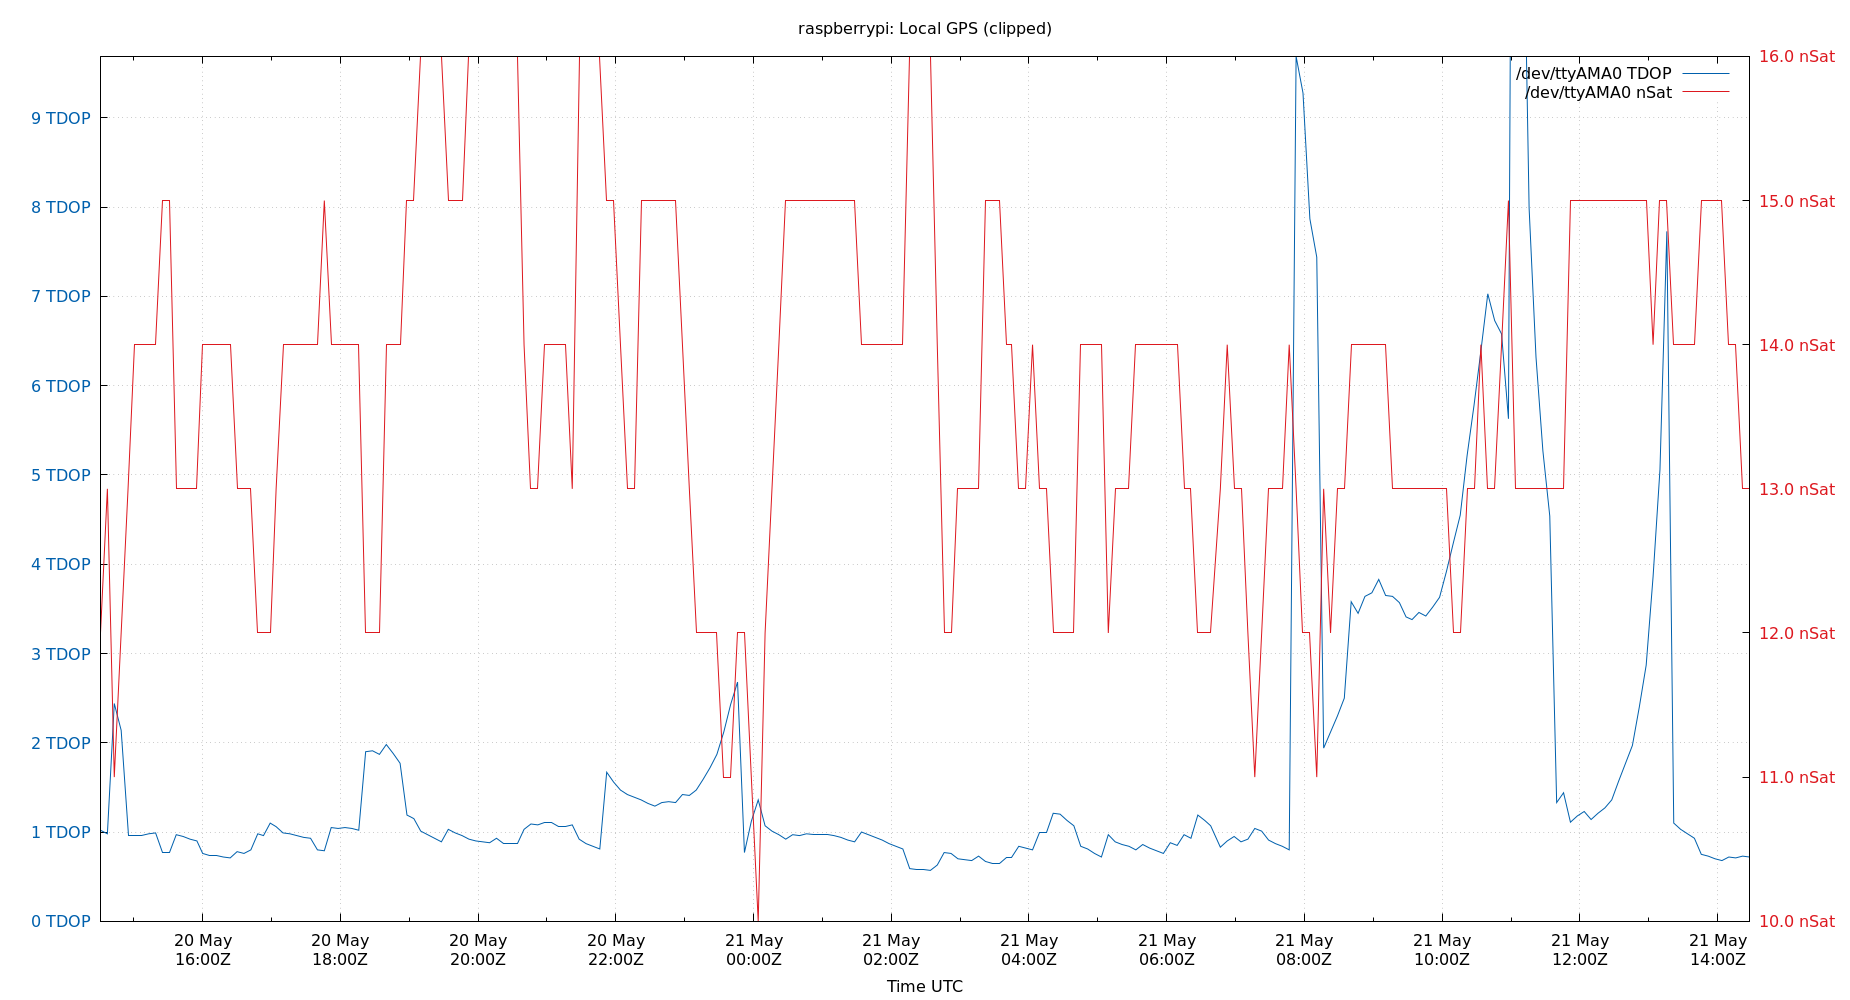 raspberrypi: Local GPS (clipped)
16.0 nSat
/dev/ttyAMA0 TDOP
/dev/ttyAMA0 nSat
9 TDOP
8 TDOP
15.0 nSat
7 TDOP
14.0 nSat
6 TDOP
5 TDOP
13.0 nSat
4 TDOP
12.0 nSat
3 TDOP
2 TDOP
11.0 nSat
1 TDOP
0 TDOP
10.0 nSat
20 May 20 May 20 May 20 May 21 May 21 May 21 May 21 May 21 May 21 May 21 May 21 May
16:00Z 18:00Z 20:00Z 22:00Z 00:00Z 02:00Z 04:00Z 06:00Z 08:00Z 10:00Z 12:00Z 14:00Z
Time UTC